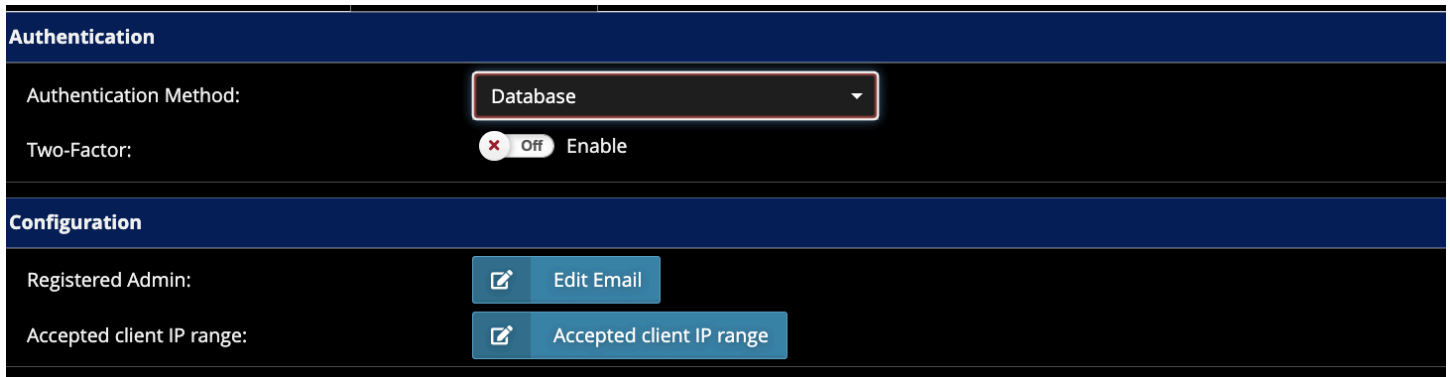 Authentication
Authentication Method: Database
Two-Factor: Off Enable
Configuration
Registered Admin: Edit Email
Accepted client IP range: Accepted client IP range